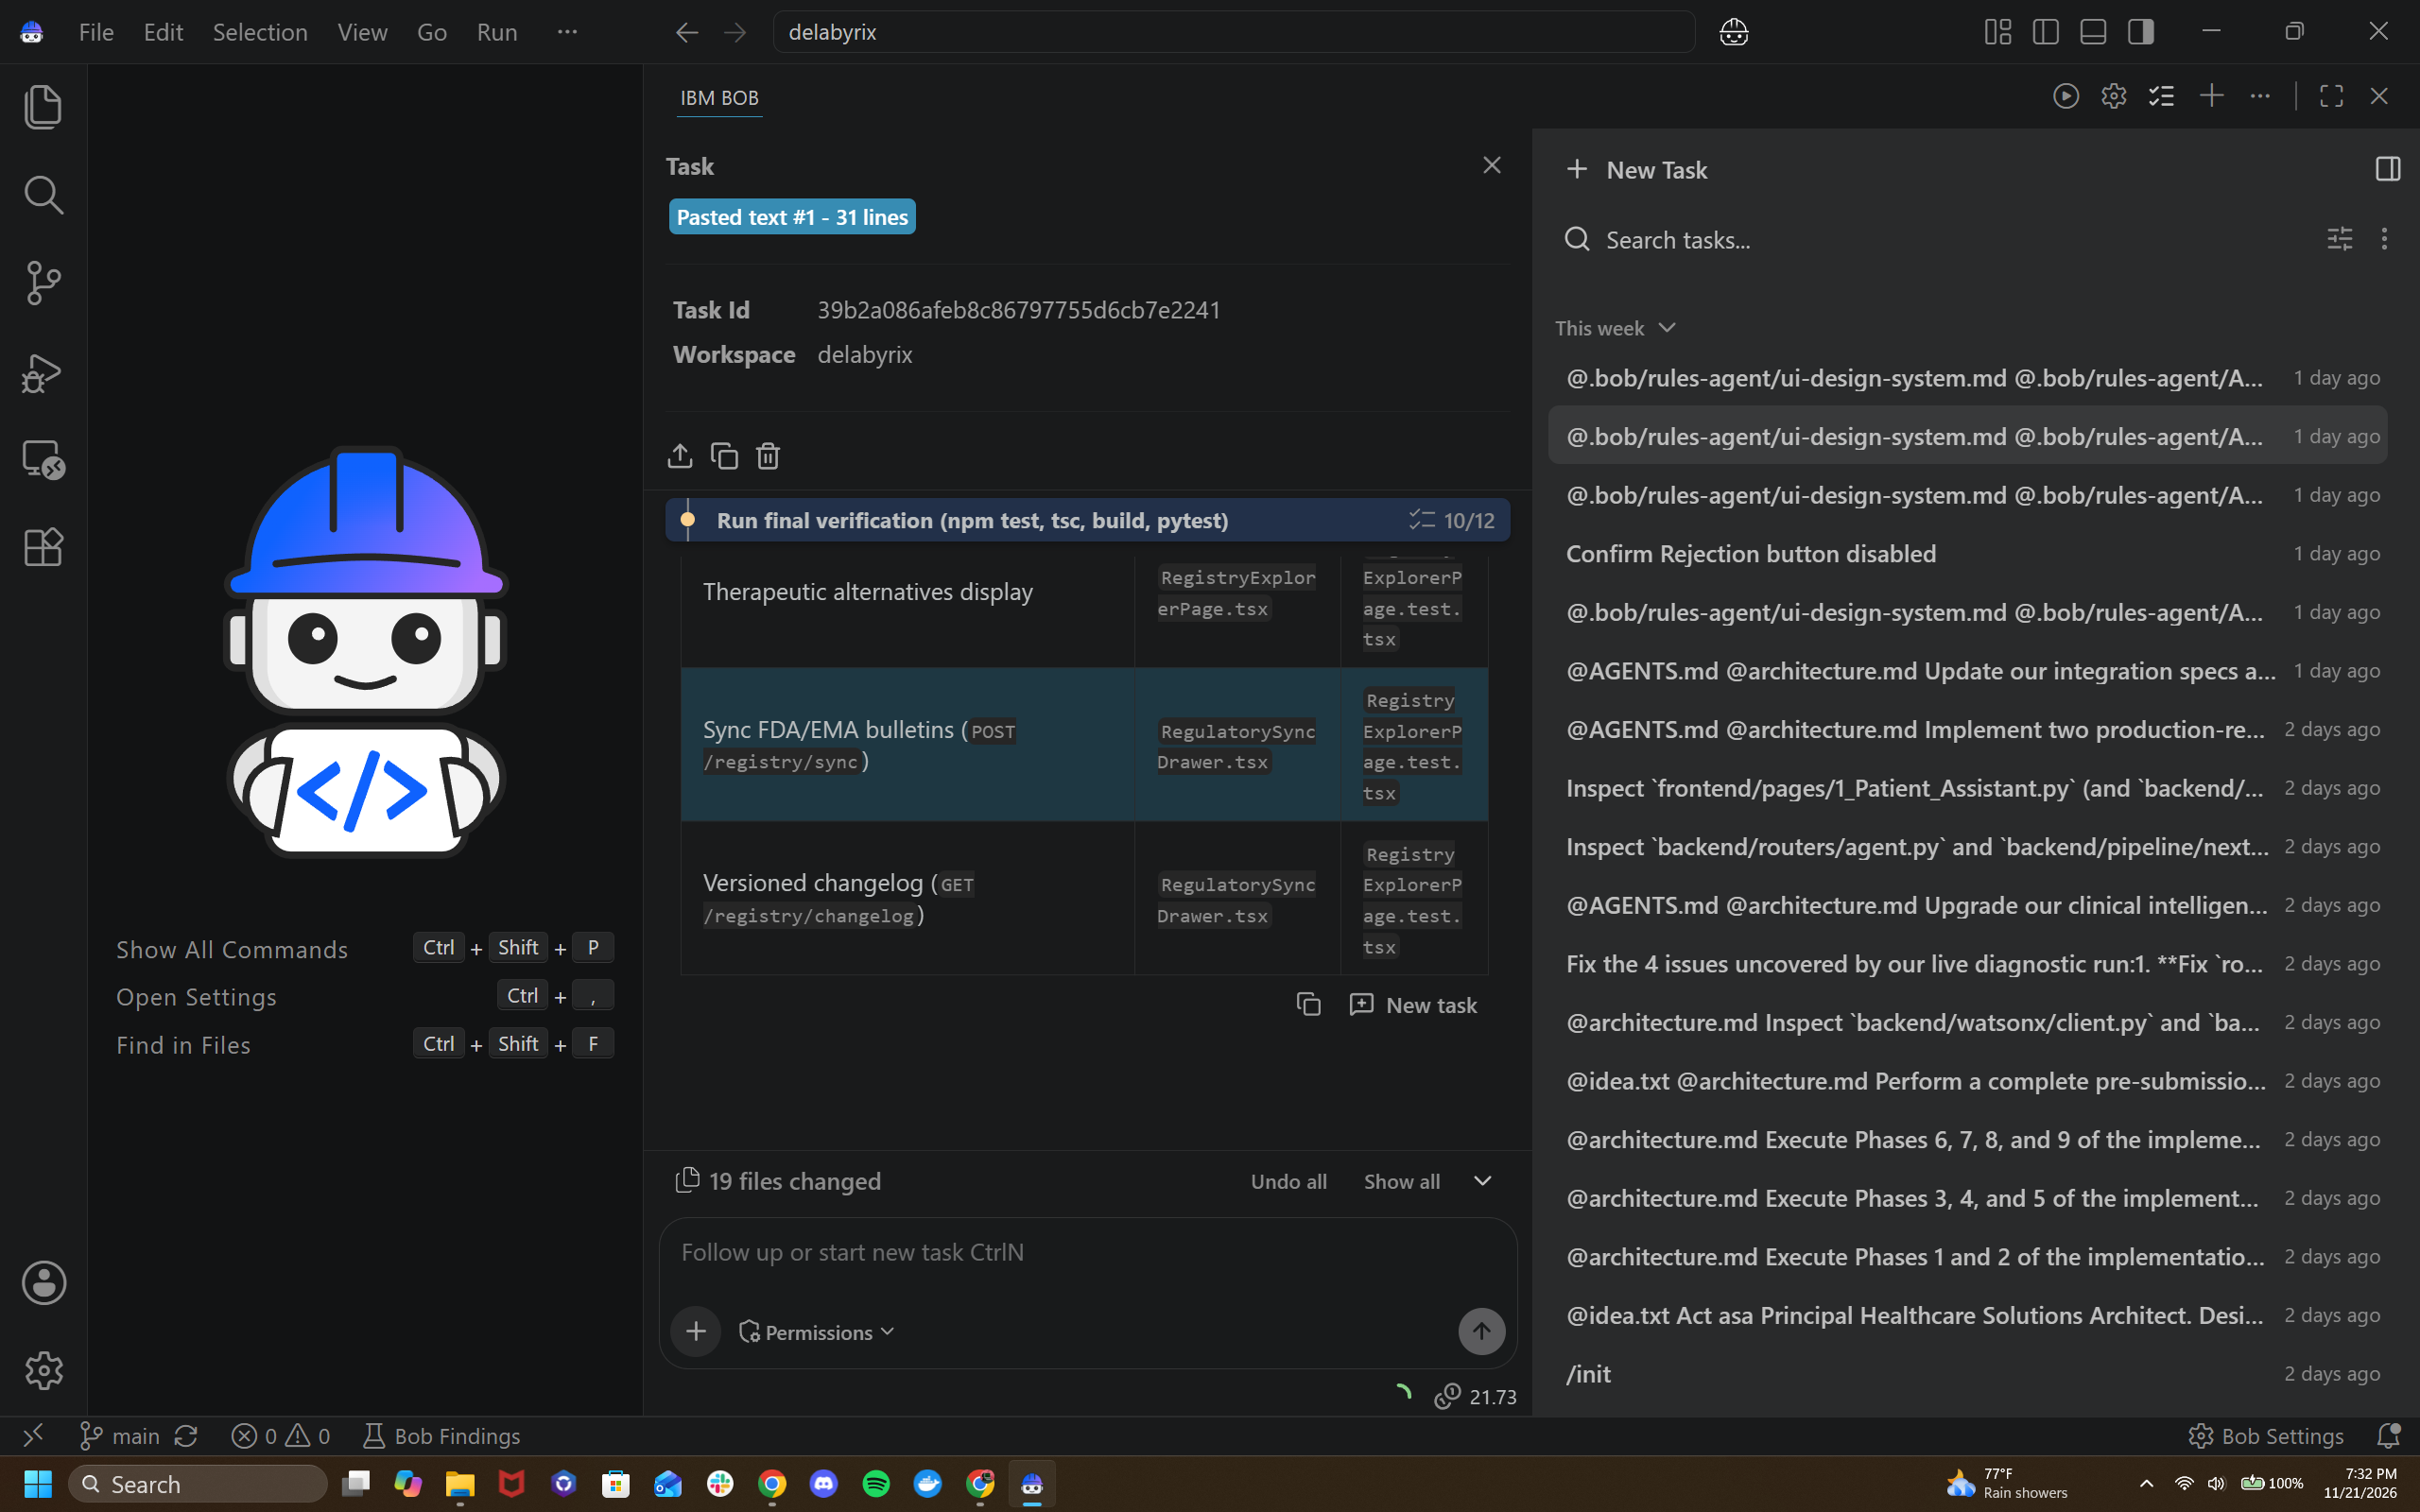 File Edit Selection View Go Run ···
delabyrix
IBM BOB
Task
Pasted text #1 - 31 lines
Task Id 39b2a086afeb8c86797755d6cb7e2241
Workspace delabyrix
Run final verification (npm test, tsc, build, pytest) 10/12
Therapeutic alternatives display
RegistryExplor
erPage.tsx
ExplorerP
age.test.
tsx
Sync FDA/EMA bulletins (POST
/registry/sync)
RegulatorySync
Drawer.tsx
Registry
ExplorerP
age.test.
tsx
Versioned changelog (GET
/registry/changelog)
RegulatorySync
Drawer.tsx
Registry
ExplorerP
age.test.
tsx
New task
19 files changed Undo all Show all
Follow up or start new task CtrlN
Permissions
21.73
Show All Commands Ctrl + Shift + P
Open Settings Ctrl + ,
Find in Files Ctrl + Shift + F
New Task
Search tasks...
This week
@.bob/rules-agent/ui-design-system.md @.bob/rules-agent/A... 1 day ago
@.bob/rules-agent/ui-design-system.md @.bob/rules-agent/A... 1 day ago
@.bob/rules-agent/ui-design-system.md @.bob/rules-agent/A... 1 day ago
Confirm Rejection button disabled 1 day ago
@.bob/rules-agent/ui-design-system.md @.bob/rules-agent/A... 1 day ago
@AGENTS.md @architecture.md Update our integration specs a... 1 day ago
@AGENTS.md @architecture.md Implement two production-re... 2 days ago
Inspect `frontend/pages/1_Patient_Assistant.py` (and `backend/... 2 days ago
Inspect `backend/routers/agent.py` and `backend/pipeline/next... 2 days ago
@AGENTS.md @architecture.md Upgrade our clinical intelligen... 2 days ago
Fix the 4 issues uncovered by our live diagnostic run:1. **Fix `ro... 2 days ago
@architecture.md Inspect `backend/watsonx/client.py` and `ba... 2 days ago
@idea.txt @architecture.md Perform a complete pre-submissio... 2 days ago
@architecture.md Execute Phases 6, 7, 8, and 9 of the impleme... 2 days ago
@architecture.md Execute Phases 3, 4, and 5 of the implement... 2 days ago
@architecture.md Execute Phases 1 and 2 of the implementatio... 2 days ago
@idea.txt Act asa Principal Healthcare Solutions Architect. Desi... 2 days ago
/init 2 days ago
main 0 0 Bob Findings Bob Settings
Search
77°F
Rain showers
100%
7:32 PM
11/21/2026